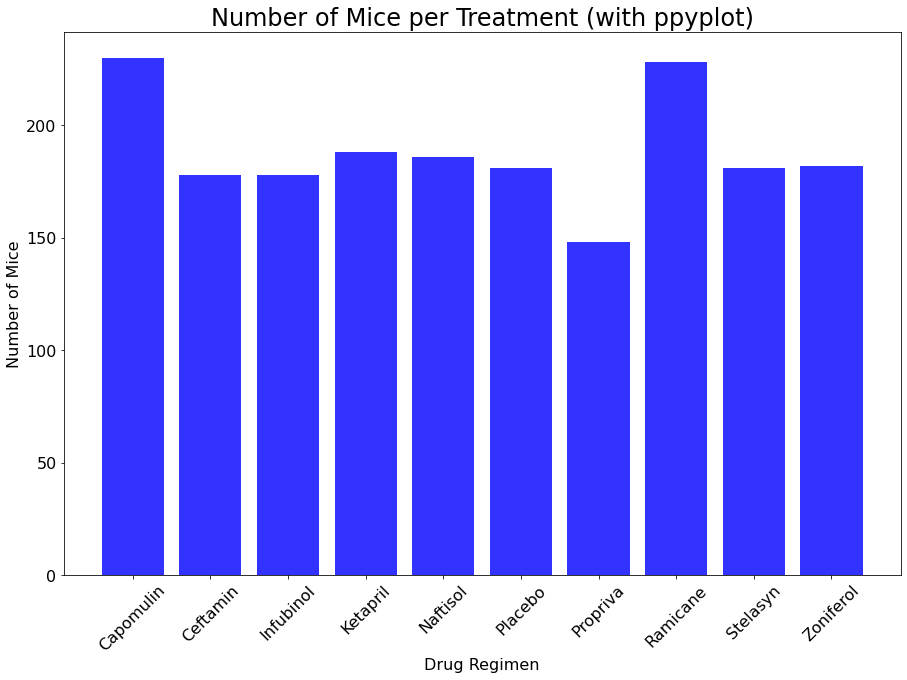 Number of Mice per Treatment (with ppyplot)
Number of Mice
200
150
100
50
0
Capomulin
Ceftamin
Infubinol
Ketapril
Naftisol
Placebo
Propriva
Ramicane
Stelasyn
Zoniferol
Drug Regimen